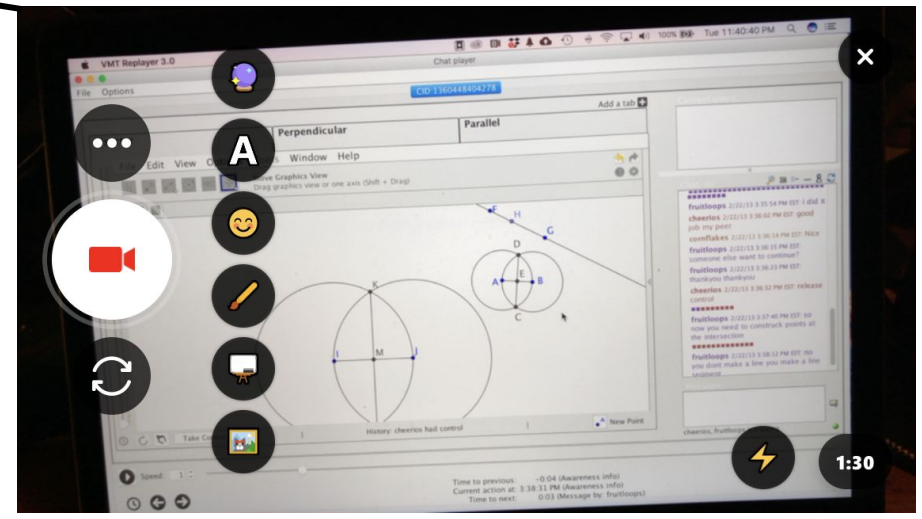 VMT Replayer 3.0
100%
Tue 11:40:40 PM
Chat player
File Options
CID:1360448404278
Add a tab
Perpendicular
Parallel
File Edit View
Window Help
Move Graphics View
Drag graphics view or one axis (Shift + Drag)
A
F
H
G
D
A
E
B
C
K
I
M
J
fruitloops 2/22/13 3:35:54 PM EST: i did it
cheerios 2/22/13 3:36:02 PM EST: good
job my peer
cornflakes 2/22/13 3:36:14 PM EST: Nice
fruitloops 2/22/13 3:36:15 PM EST:
someone else want to continue?
fruitloops 2/22/13 3:36:23 PM EST:
thankyou thankyou
cheerios 2/22/13 3:36:32 PM EST: release
control
fruitloops 2/22/13 3:37:40 PM EST: so
now you need to construck points at
the intersection
fruitloops 2/22/13 3:38:12 PM EST: no
you dont make a line you make a line
segment
Take
History: cheerios had control
New Point
cheerios, fruitloops
Speed: 1
Time to previous: -0:04 (Awareness info)
Current action at: 3:38:31 PM (Awareness info)
Time to next: 0:03 (Message by: fruitloops)
1:30